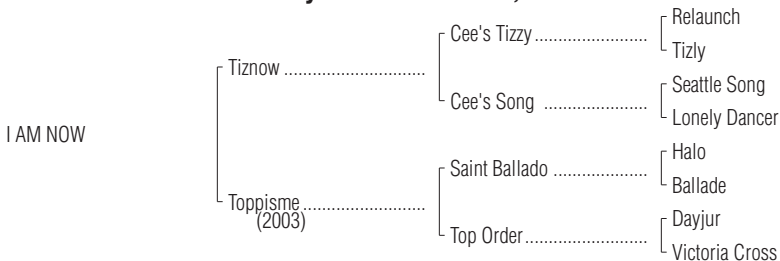 Relaunch
Cee's Tizzy
Tizly
Tiznow
Seattle Song
Cee's Song
Lonely Dancer
I AM NOW
Halo
Saint Ballado
Ballade
Toppisme
(2003)
Dayjur
Top Order
Victoria Cross